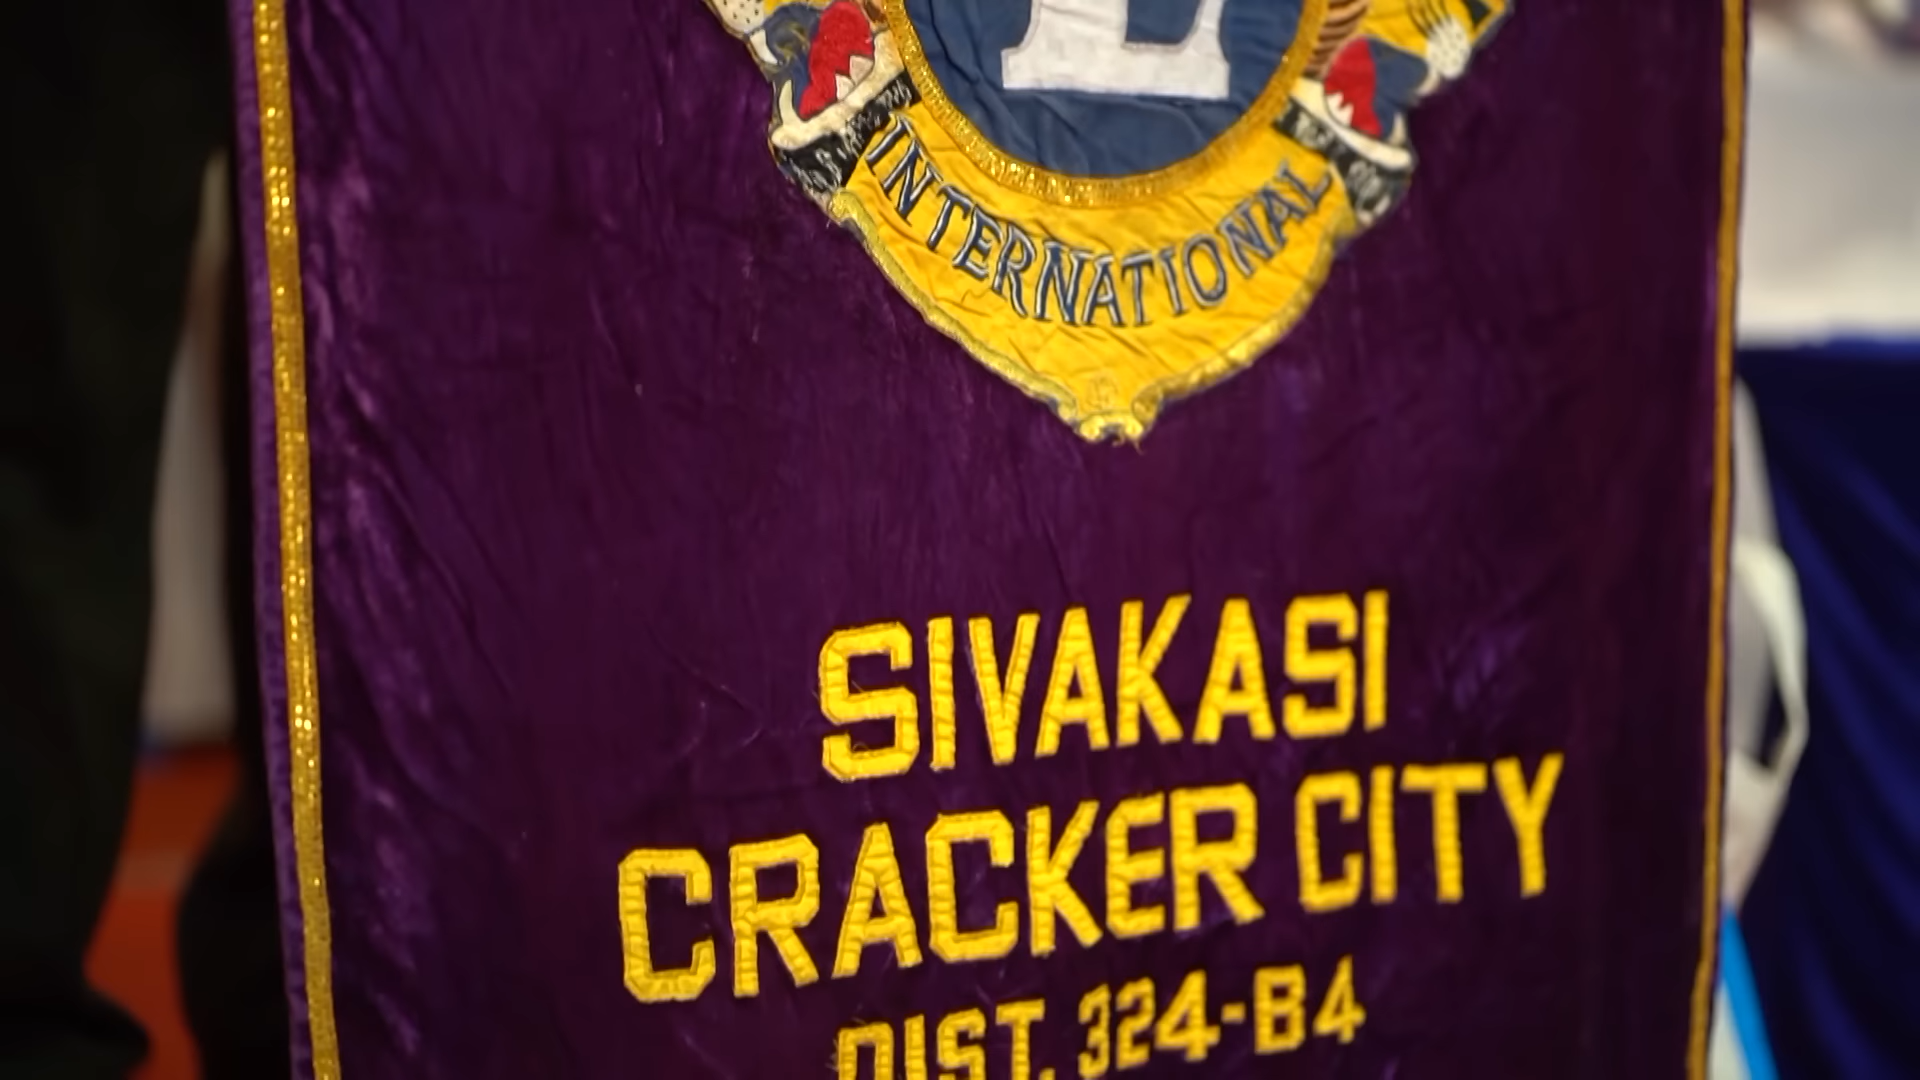 L
INTERNATIONAL
SIVAKASI
CRACKER CITY
DIST. 324-B4